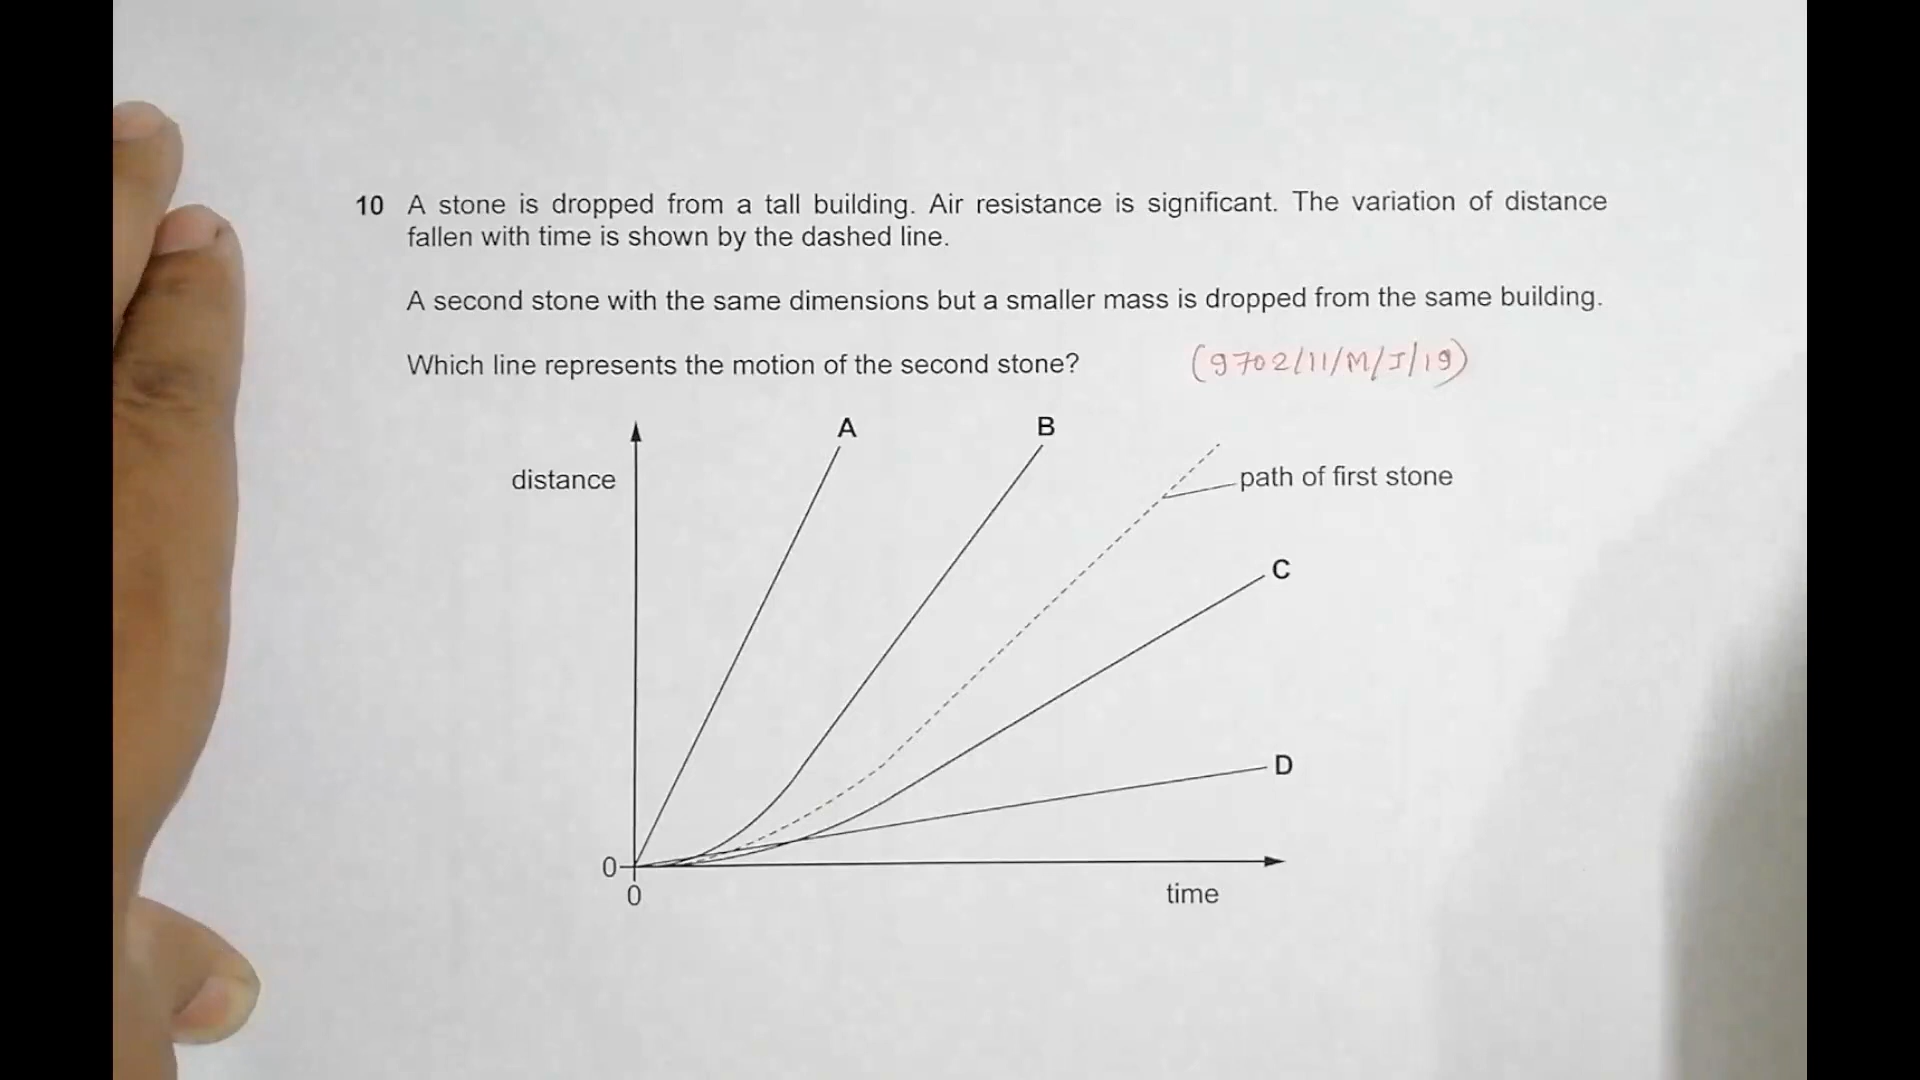 10 A stone is dropped from a tall building. Air resistance is significant. The variation of distance
fallen with time is shown by the dashed line.
A second stone with the same dimensions but a smaller mass is dropped from the same building.
Which line represents the motion of the second stone? (9702/11/M/J/19)
A
B
distance
path of first stone
C
D
0
0
time